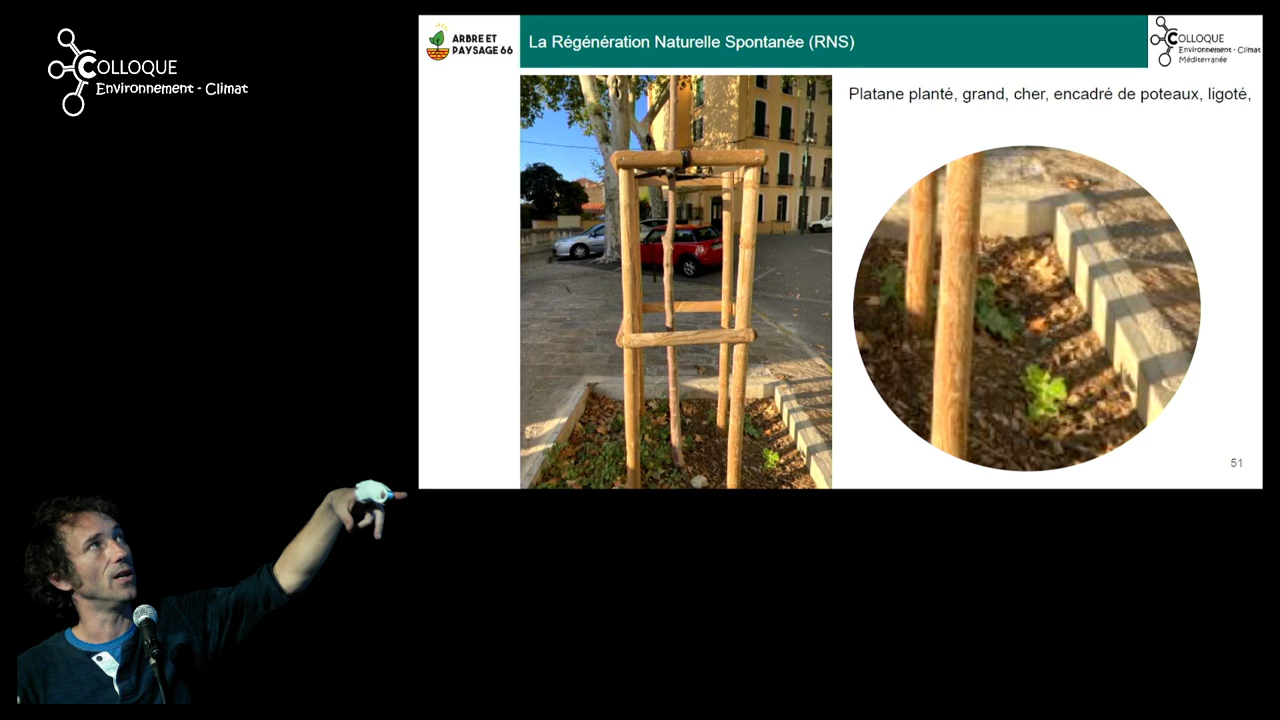 COLLOQUE
Environnement - Climat
ARBRE ET
PAYSAGE 66
La Régénération Naturelle Spontanée (RNS)
COLLOQUE
Environnement - Climat
Méditerranée
Platane planté, grand, cher, encadré de poteaux, ligoté,
51